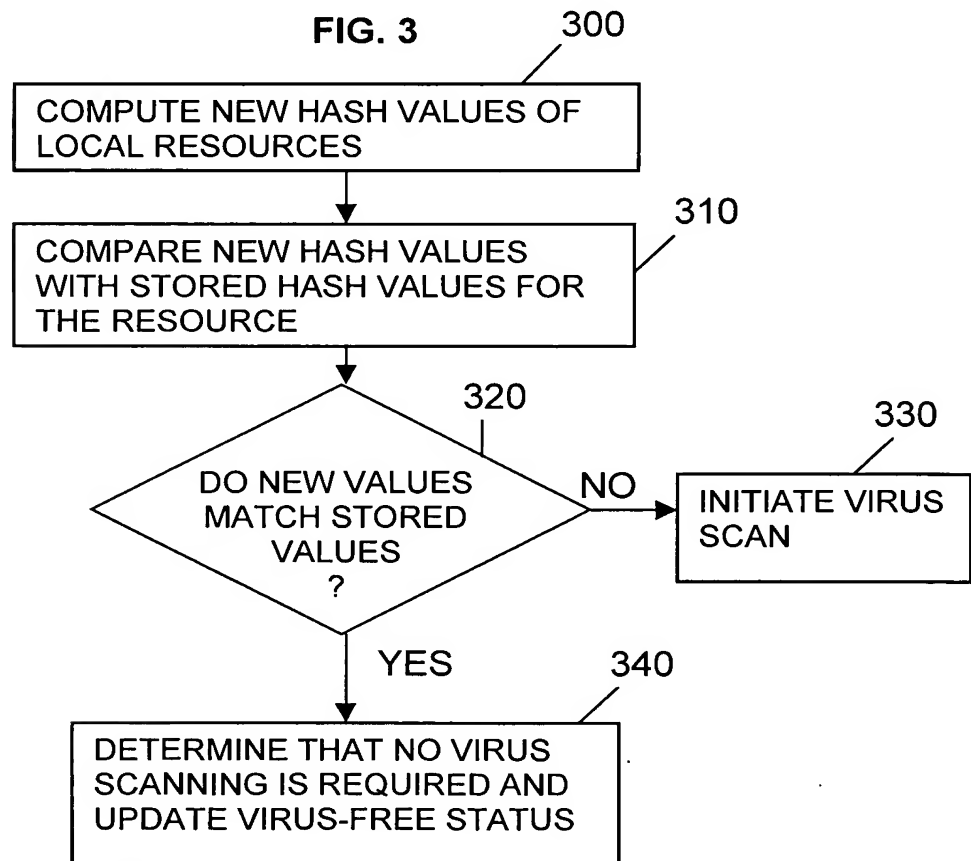 FIG. 3
300
COMPUTE NEW HASH VALUES OF
LOCAL RESOURCES
310
COMPARE NEW HASH VALUES
WITH STORED HASH VALUES FOR
THE RESOURCE
320
DO NEW VALUES
MATCH STORED
VALUES
?
NO
330
INITIATE VIRUS
SCAN
YES
340
DETERMINE THAT NO VIRUS
SCANNING IS REQUIRED AND
UPDATE VIRUS-FREE STATUS